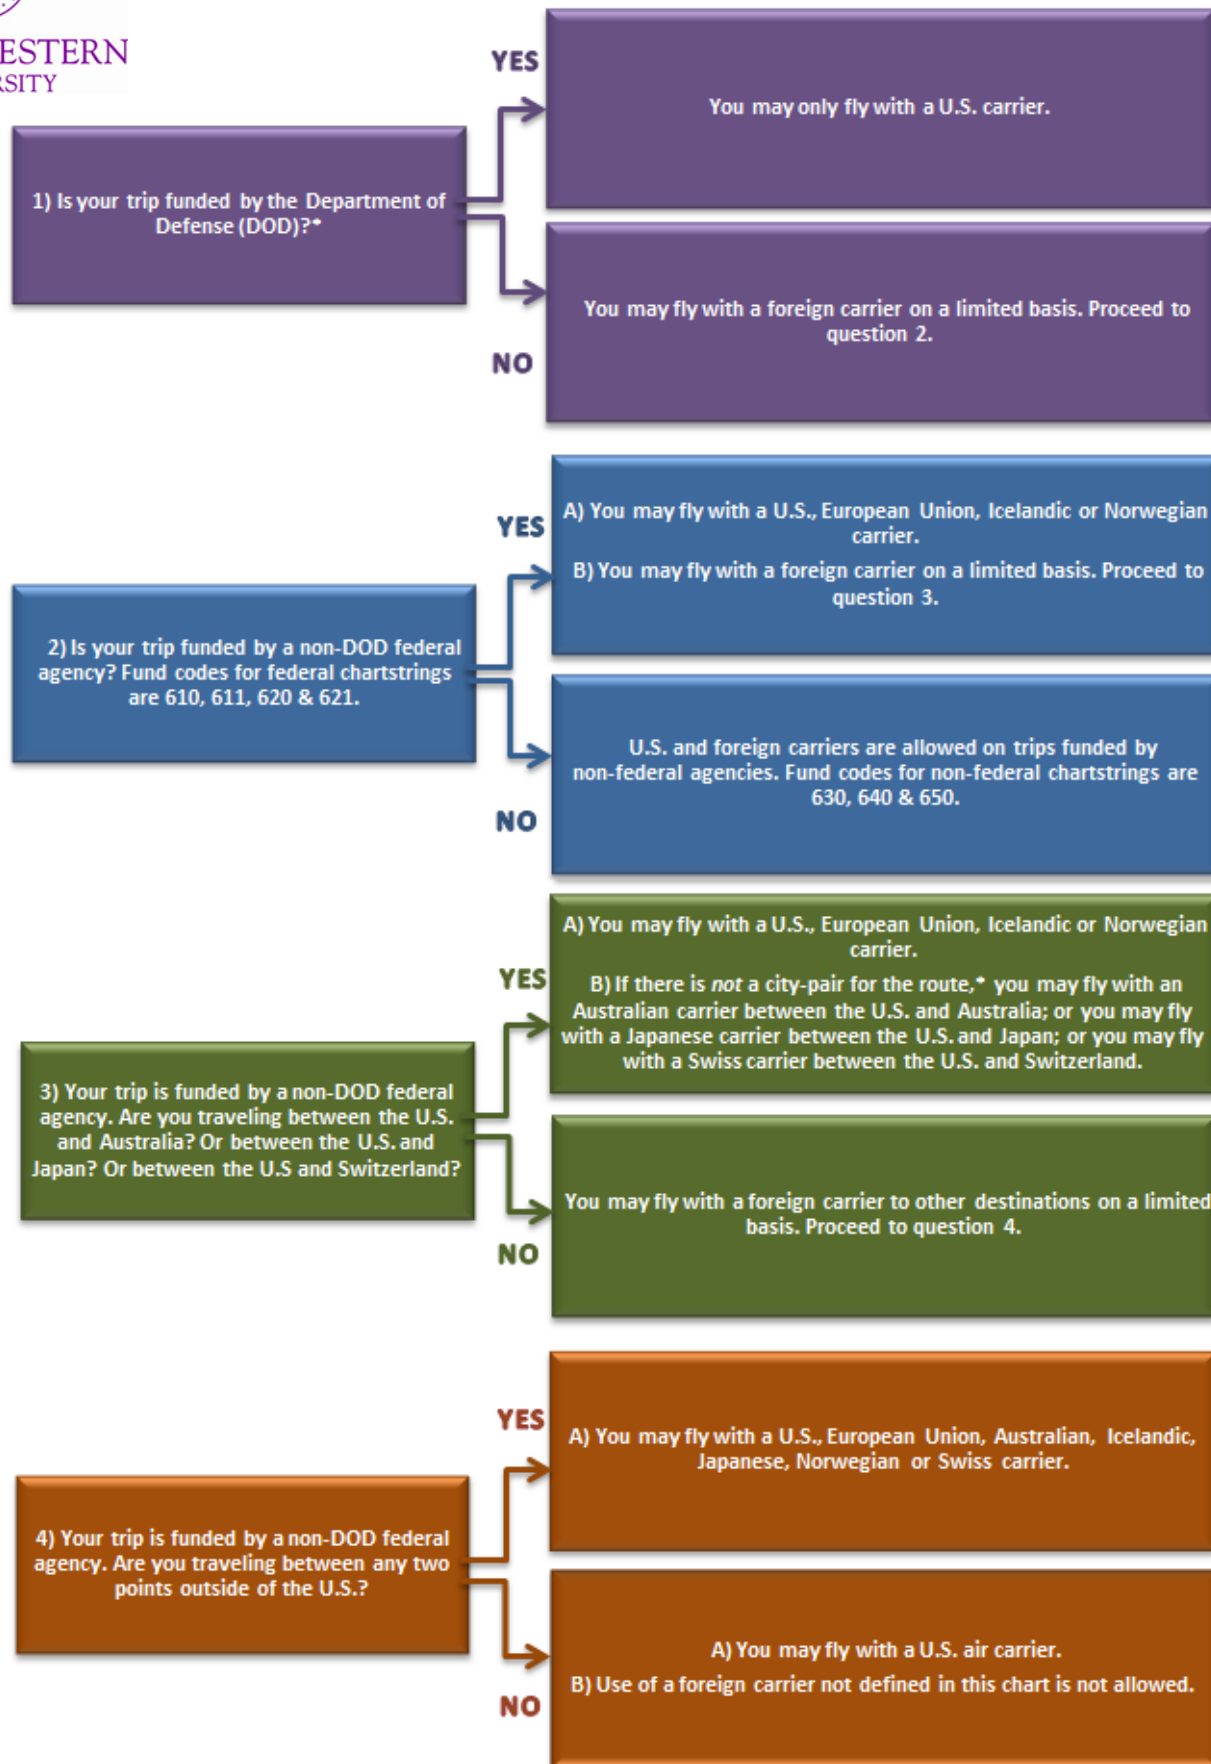 ESTERN
RSITY
YES
You may only fly with a U.S. carrier.
1) Is your trip funded by the Department of
Defense (DOD)?*
You may fly with a foreign carrier on a limited basis. Proceed to
question 2.
NO
YES
A) You may fly with a U.S., European Union, Icelandic or Norwegian
carrier.
B) You may fly with a foreign carrier on a limited basis. Proceed to
question 3.
2) Is your trip funded by a non-DOD federal
agency? Fund codes for federal chartstrings
are 610, 611, 620 & 621.
U.S. and foreign carriers are allowed on trips funded by
non-federal agencies. Fund codes for non-federal chartstrings are
630, 640 & 650.
NO
YES
A) You may fly with a U.S., European Union, Icelandic or Norwegian
carrier.
B) If there is not a city-pair for the route,* you may fly with an
Australian carrier between the U.S. and Australia; or you may fly
with a Japanese carrier between the U.S. and Japan; or you may fly
with a Swiss carrier between the U.S. and Switzerland.
3) Your trip is funded by a non-DOD federal
agency. Are you traveling between the U.S.
and Australia? Or between the U.S. and
Japan? Or between the U.S and Switzerland?
You may fly with a foreign carrier to other destinations on a limited
basis. Proceed to question 4.
NO
YES
A) You may fly with a U.S., European Union, Australian, Icelandic,
Japanese, Norwegian or Swiss carrier.
4) Your trip is funded by a non-DOD federal
agency. Are you traveling between any two
points outside of the U.S.?
A) You may fly with a U.S. air carrier.
B) Use of a foreign carrier not defined in this chart is not allowed.
NO